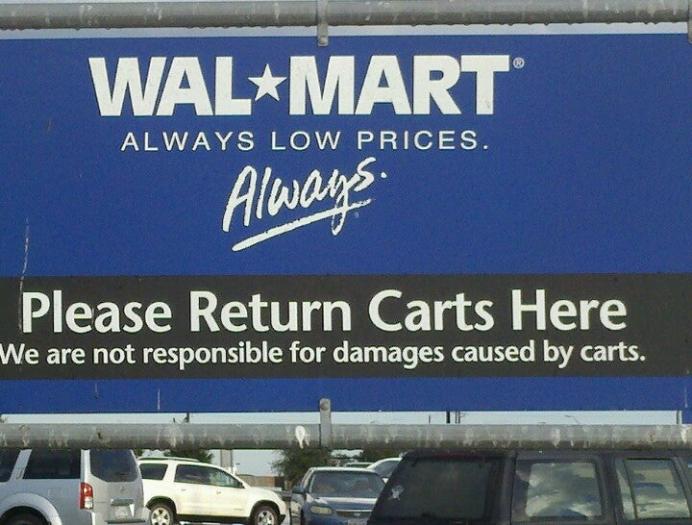 WAL★MART®
ALWAYS LOW PRICES.
Always.
Please Return Carts Here
We are not responsible for damages caused by carts.